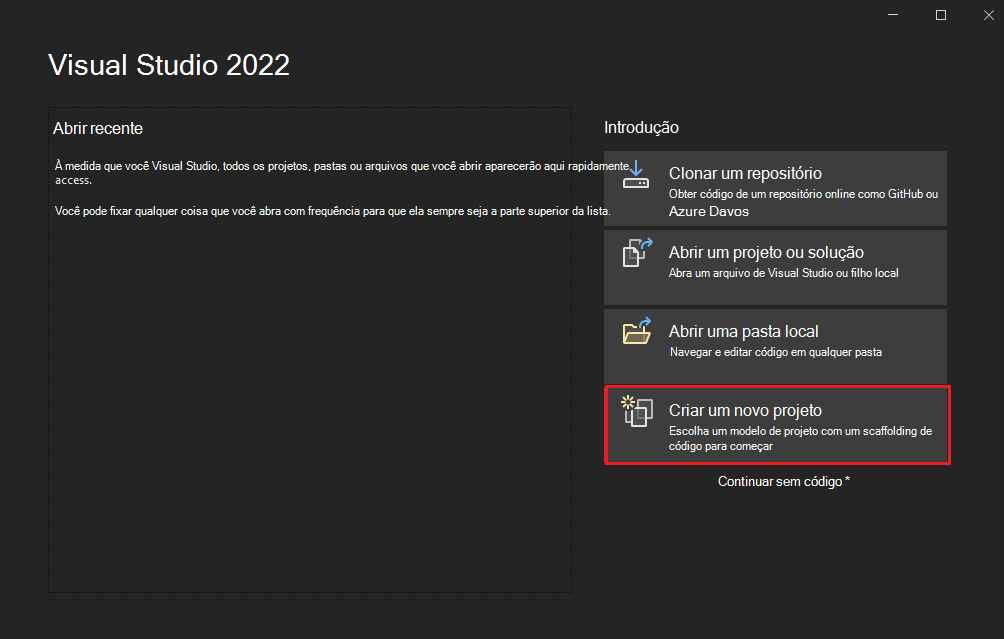 Visual Studio 2022
Abrir recente
À medida que você Visual Studio, todos os projetos, pastas ou arquivos que você abrir aparecerão aqui rapidamente
access.
Você pode fixar qualquer coisa que você abra com frequência para que ela sempre seja a parte superior da lista.
Introdução
Clonar um repositório
Obter código de um repositório online como GitHub ou
Azure Davos
Abrir um projeto ou solução
Abra um arquivo de Visual Studio ou filho local
Abrir uma pasta local
Navegar e editar código em qualquer pasta
Criar um novo projeto
Escolha um modelo de projeto com um scaffolding de
código para começar
Continuar sem código *